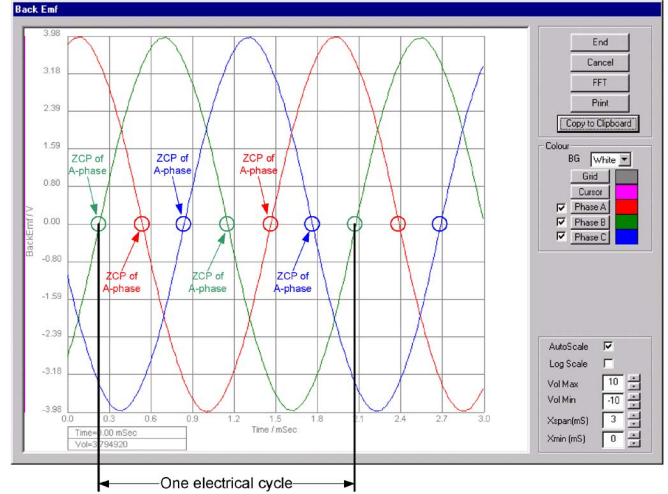 Back Emf
3.98
3.18
2.39
1.59
0.80
0.00
-0.80
-1.59
-2.39
-3.18
-3.98
BackEmf / V
ZCP of
A-phase
ZCP of
A-phase
ZCP of
A-phase
ZCP of
A-phase
ZCP of
A-phase
ZCP of
A-phase
0.0 0.3 0.6 0.9 1.2 1.5 1.8 2.1 2.4 2.7 3.0
Time / mSec
Time=0.00 mSec
Vol=3.794920
One electrical cycle
End
Cancel
FFT
Print
Copy to Clipboard
Colour
BG White
Grid
Cursor
Phase A
Phase B
Phase C
AutoScale
Log Scale
Vol Max 10
Vol Min -10
Xspan(mS) 3
Xmin (mS) 0